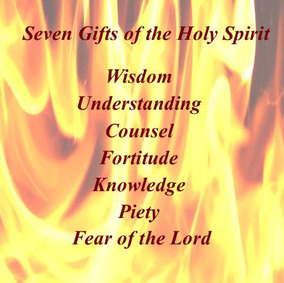 Seven Gifts of the Holy Spirit
Wisdom
Understanding
Counsel
Fortitude
Knowledge
Piety
Fear of the Lord